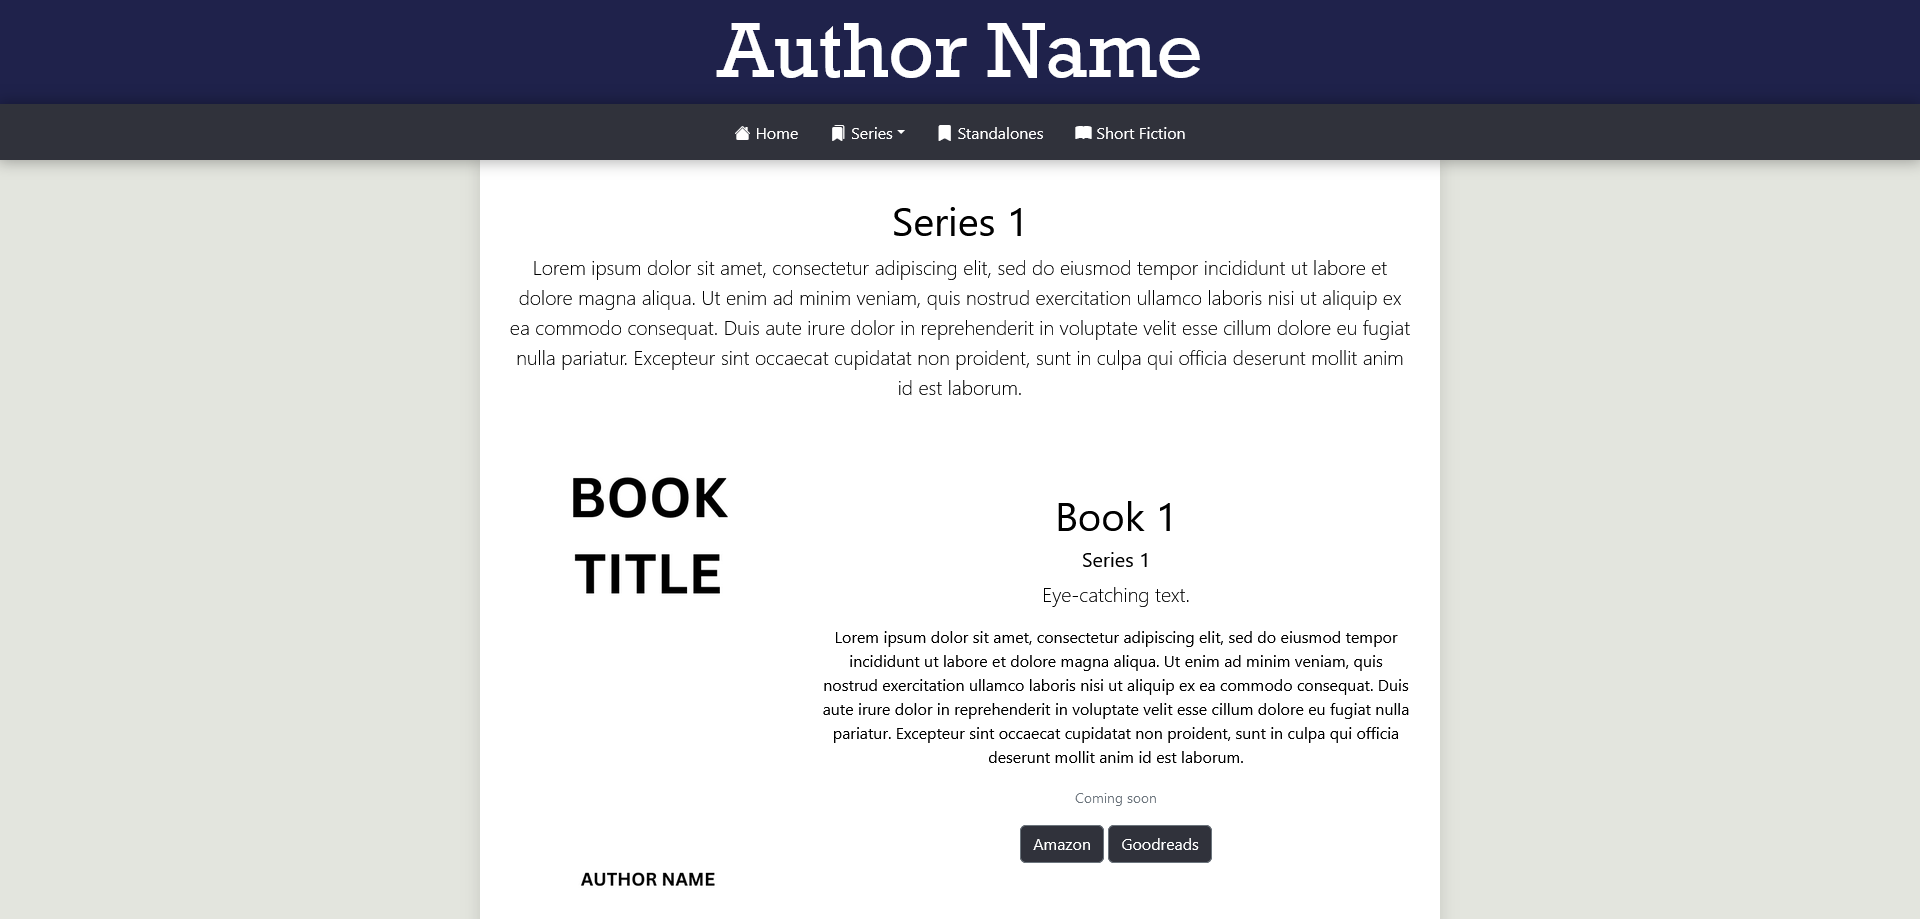 Author Name
Home Series Standalones Short Fiction
Series 1
Lorem ipsum dolor sit amet, consectetur adipiscing elit, sed do eiusmod tempor incididunt ut labore et
dolore magna aliqua. Ut enim ad minim veniam, quis nostrud exercitation ullamco laboris nisi ut aliquip ex
ea commodo consequat. Duis aute irure dolor in reprehenderit in voluptate velit esse cillum dolore eu fugiat
nulla pariatur. Excepteur sint occaecat cupidatat non proident, sunt in culpa qui officia deserunt mollit anim
id est laborum.
BOOK
TITLE
AUTHOR NAME
Book 1
Series 1
Eye-catching text.
Lorem ipsum dolor sit amet, consectetur adipiscing elit, sed do eiusmod tempor
incididunt ut labore et dolore magna aliqua. Ut enim ad minim veniam, quis
nostrud exercitation ullamco laboris nisi ut aliquip ex ea commodo consequat. Duis
aute irure dolor in reprehenderit in voluptate velit esse cillum dolore eu fugiat nulla
pariatur. Excepteur sint occaecat cupidatat non proident, sunt in culpa qui officia
deserunt mollit anim id est laborum.
Coming soon
Amazon Goodreads